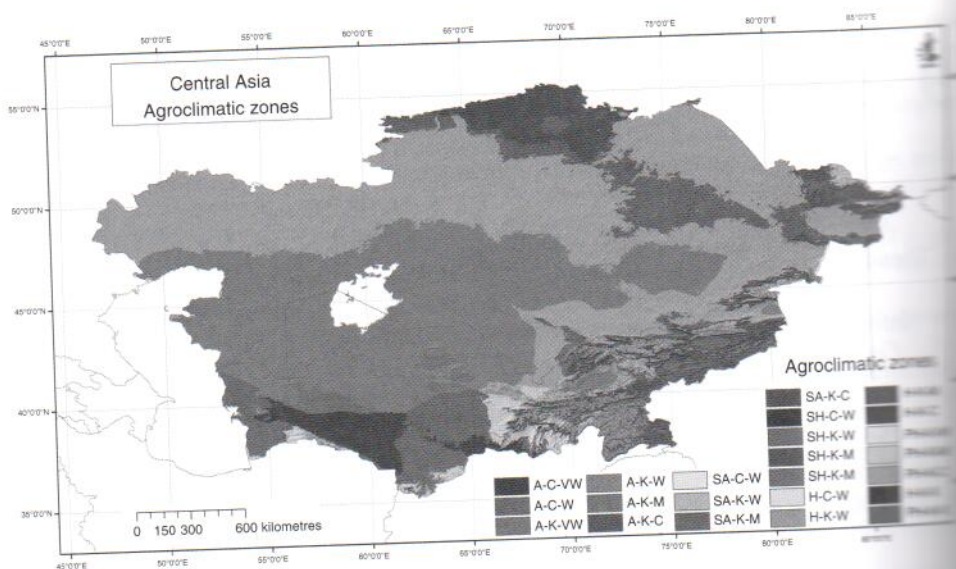 45°0'0"E 50°0'0"E 55°0'0"E 60°0'0"E 65°0'0"E 70°0'0"E 75°0'0"E 80°0'0"E 85°0'0"E
Central Asia
Agroclimatic zones
55°0'0"N
50°0'0"N
45°0'0"N
40°0'0"N
35°0'0"N
0 150 300 600 kilometres
Agroclimatic zones
A-C-VW
A-C-W
A-K-VW
A-K-W
A-K-M
A-K-C
SA-C-W
SA-K-W
SA-K-M
SA-K-C
SH-C-W
SH-K-W
SH-K-M
SH-K-M
H-C-W
H-K-W
45°0'0"E 50°0'0"E 55°0'0"E 60°0'0"E 65°0'0"E 70°0'0"E 75°0'0"E 80°0'0"E